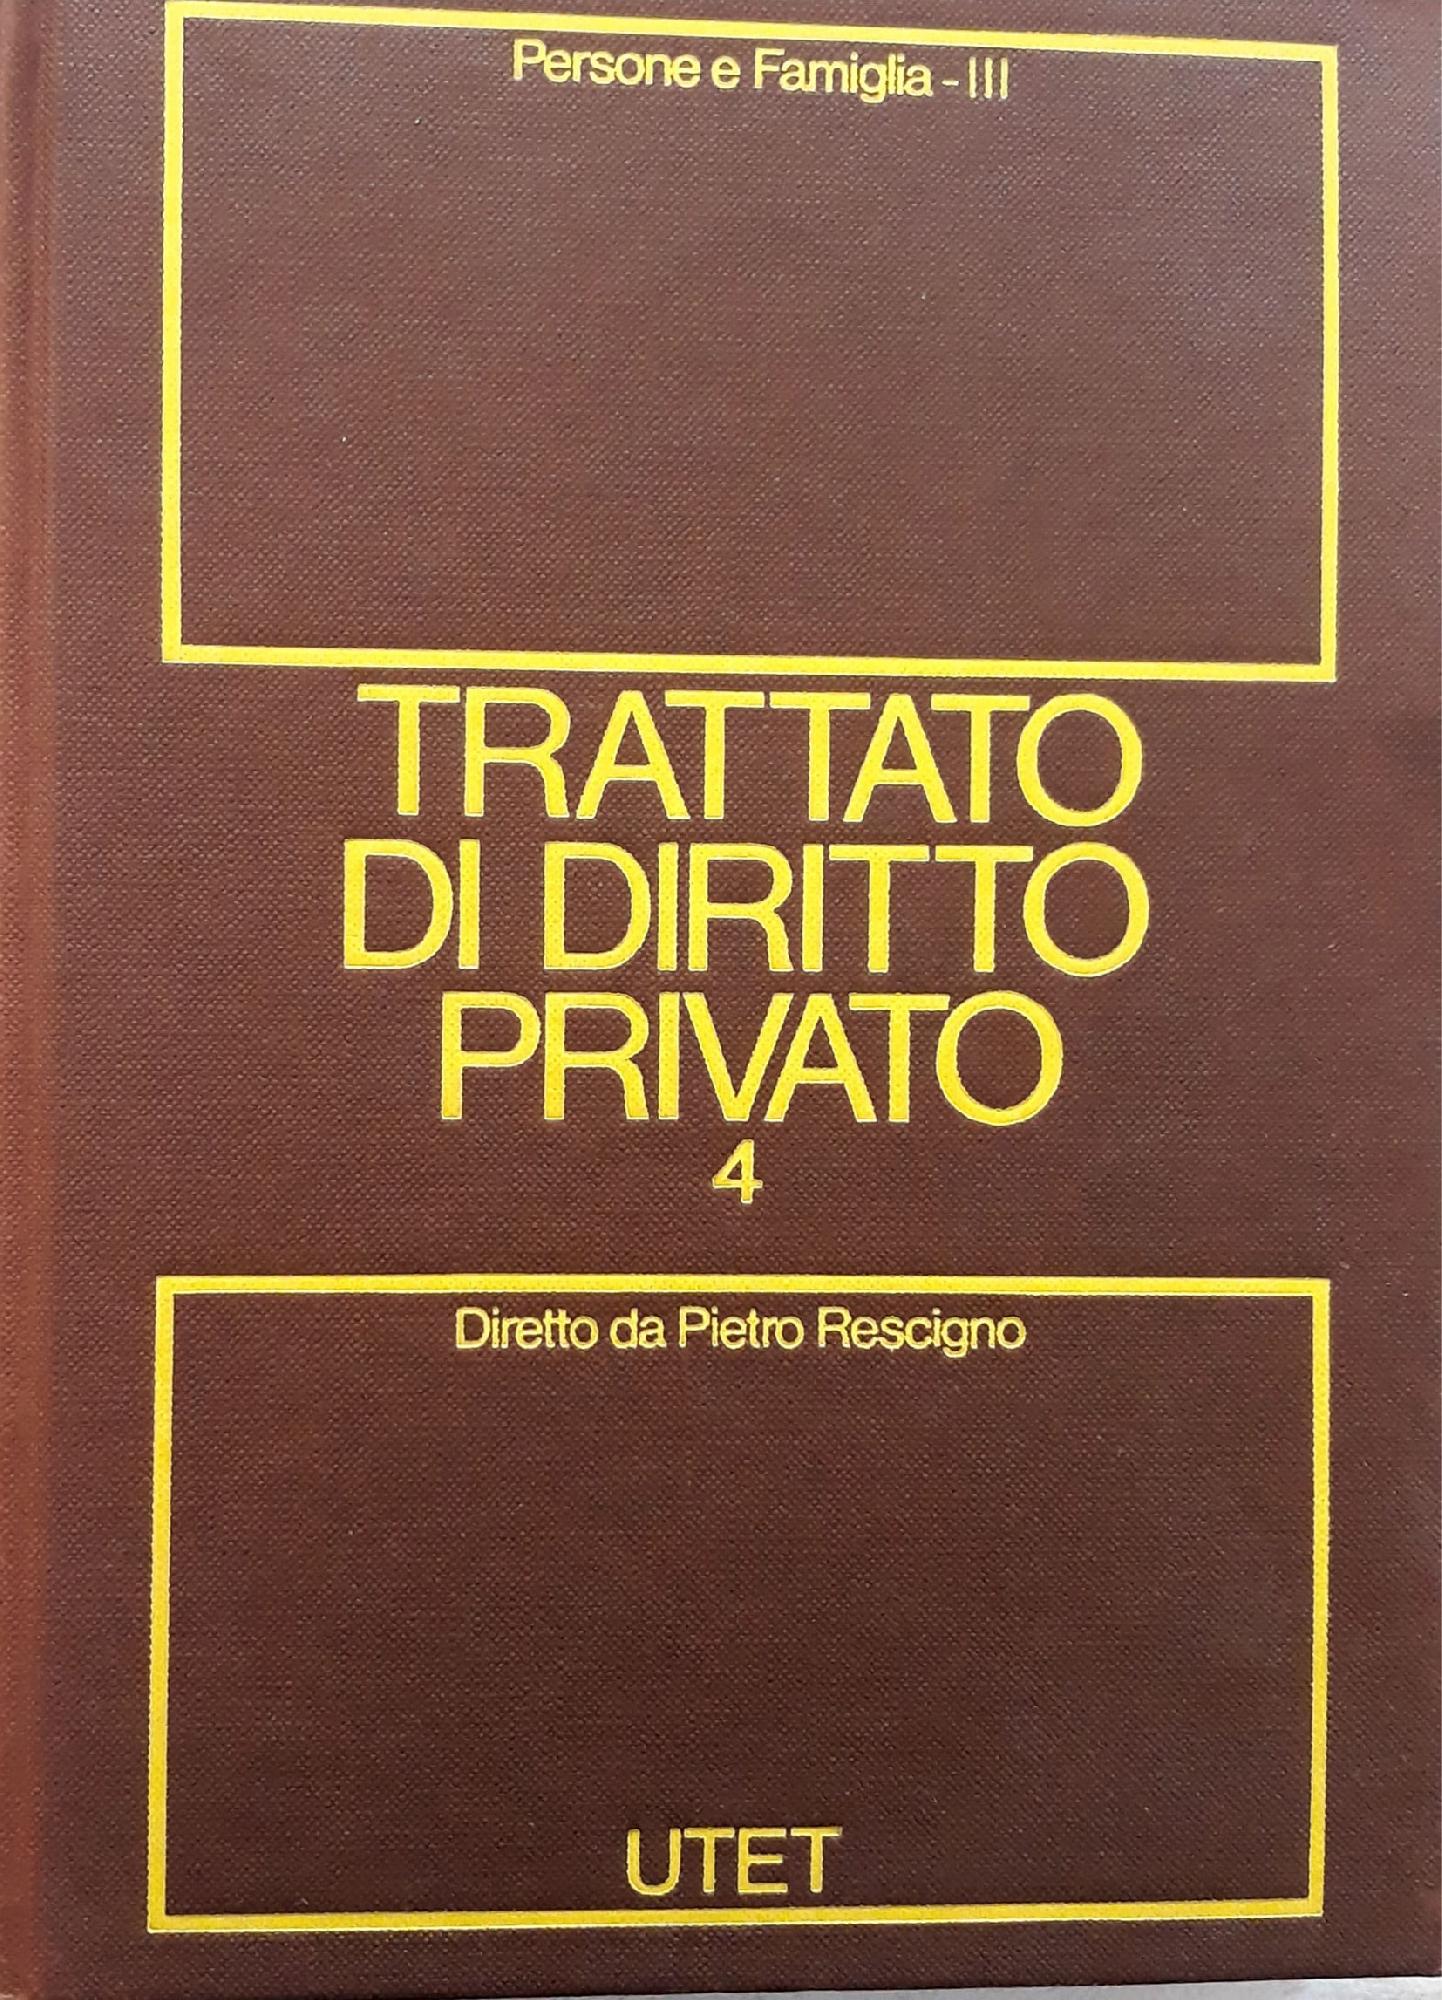 Persone e Famiglia - III
TRATTATO
DI DIRITTO
PRIVATO
4
Diretto da Pietro Rescigno
UTET